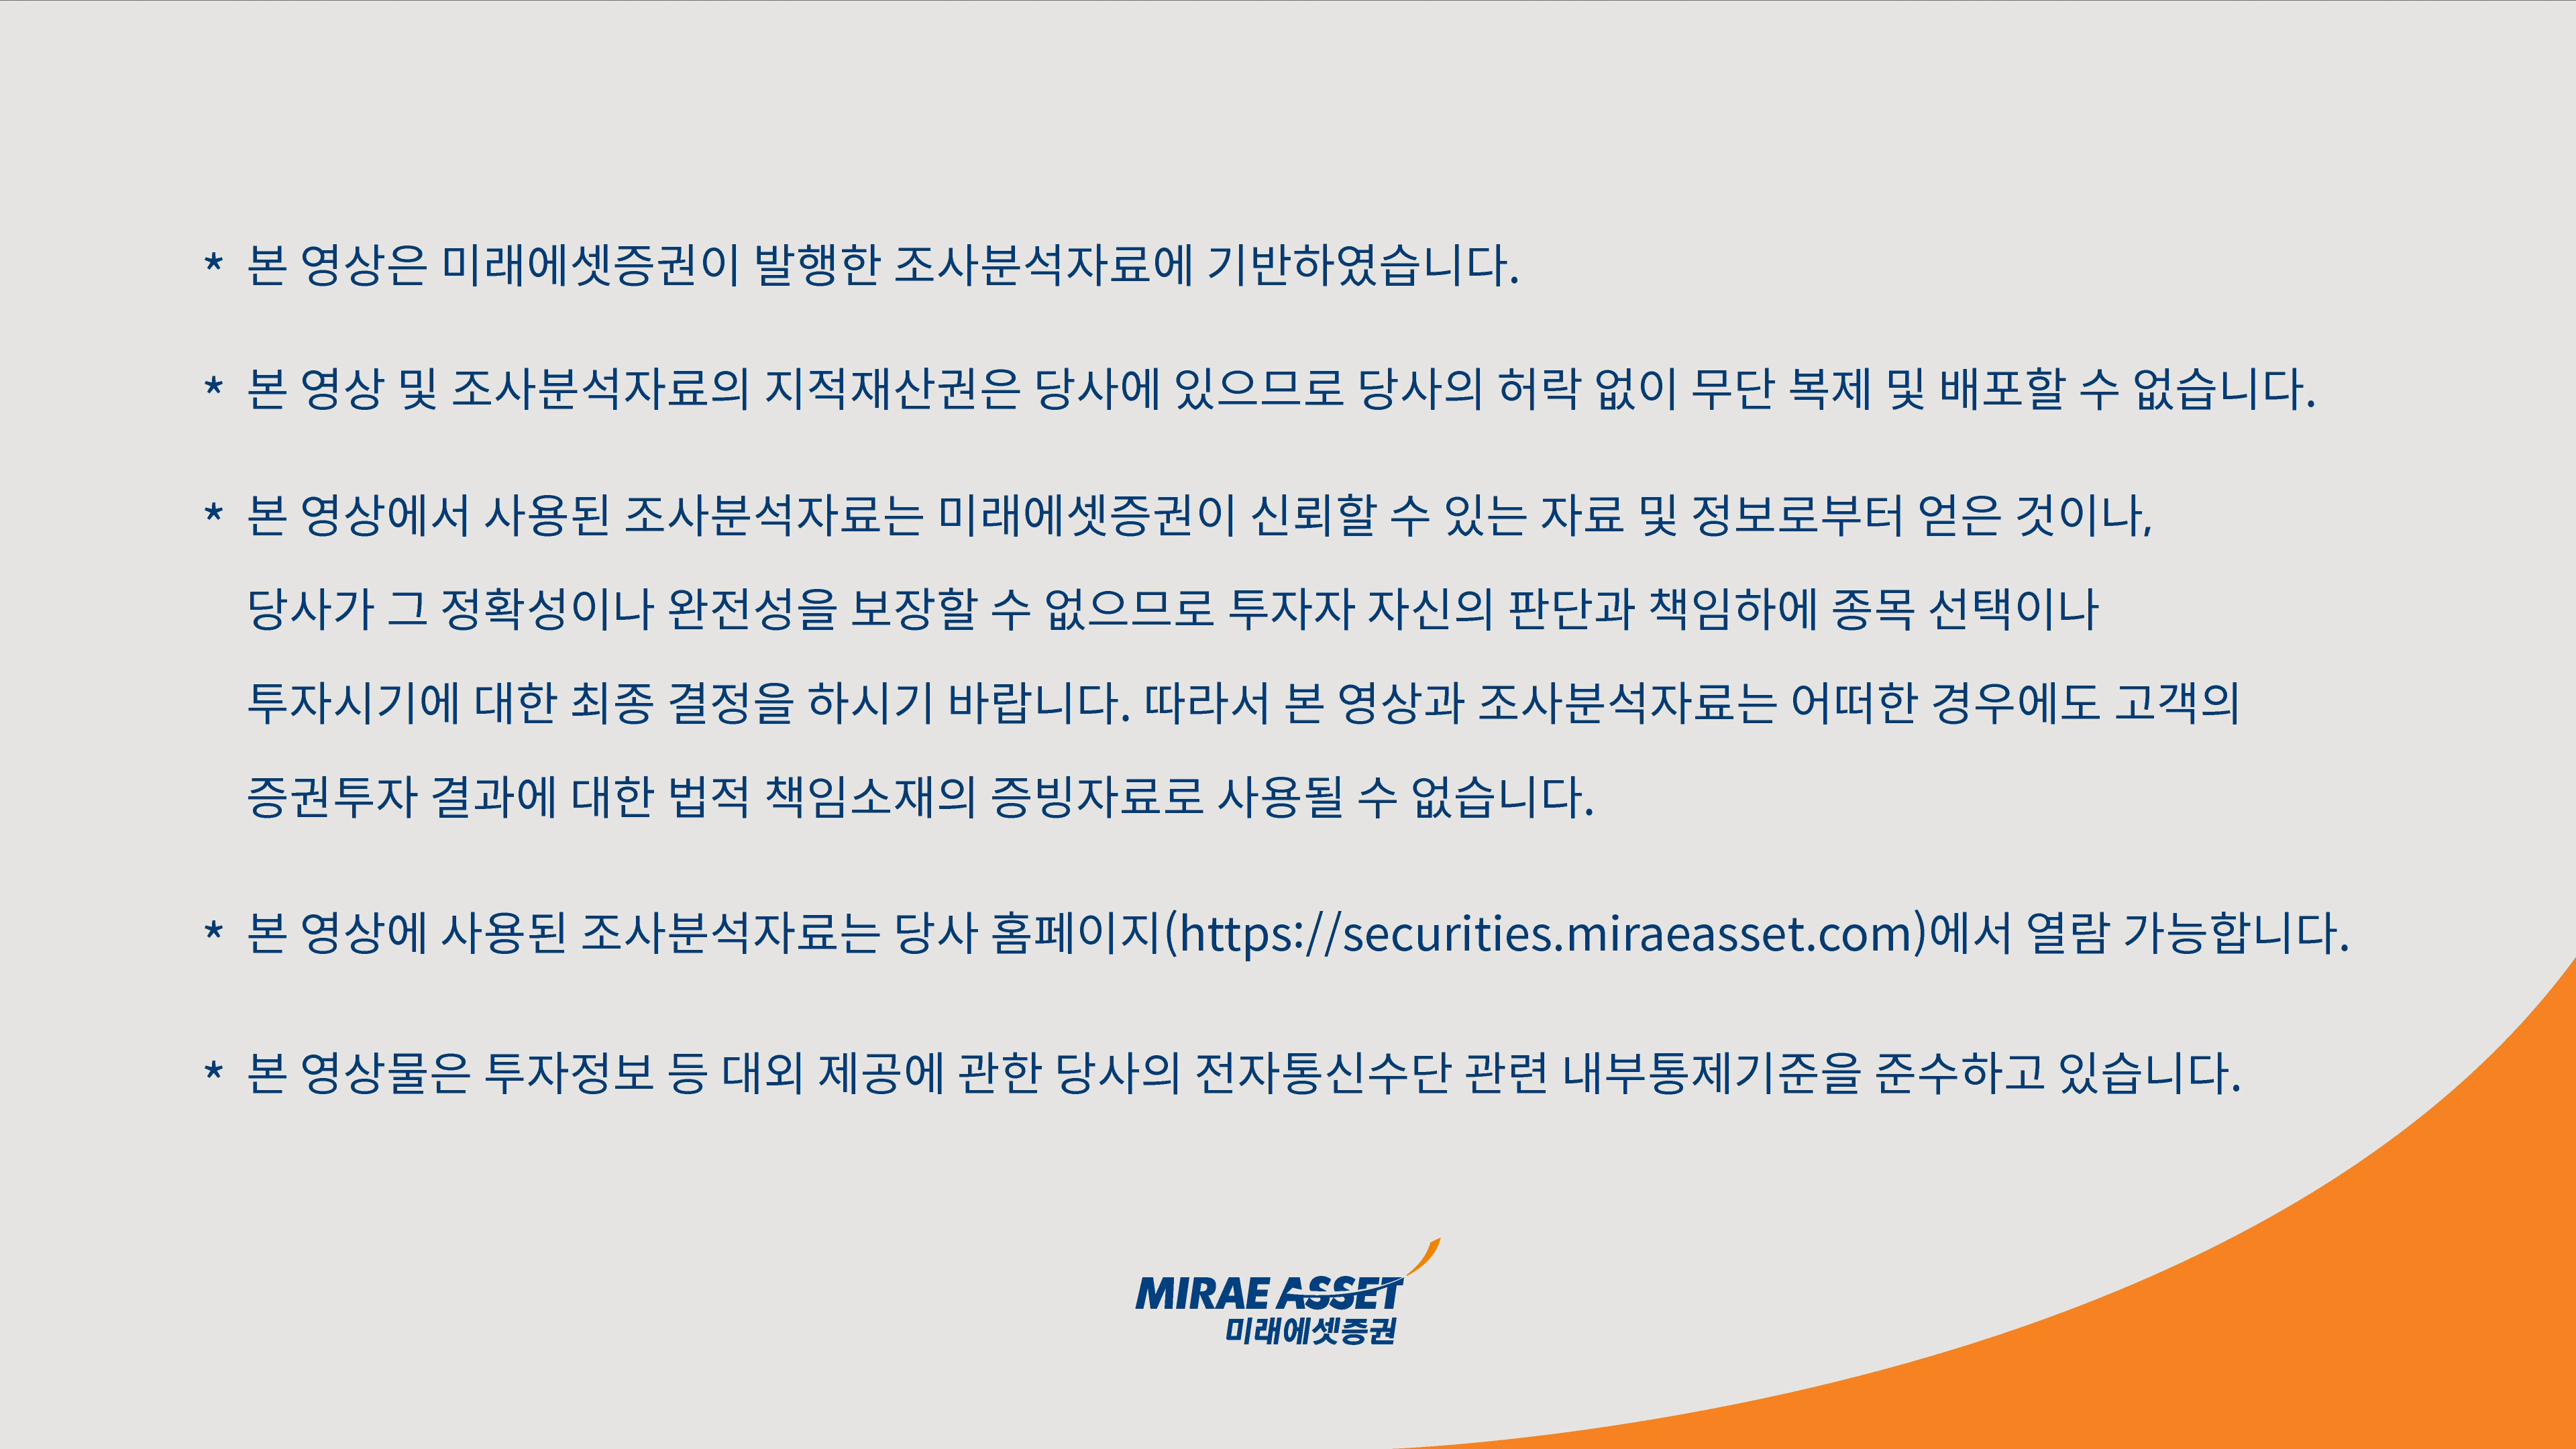 * 본 영상은 미래에셋증권이 발행한 조사분석자료에 기반하였습니다.
* 본 영상 및 조사분석자료의 지적재산권은 당사에 있으므로 당사의 허락 없이 무단 복제 및 배포할 수 없습니다.
* 본 영상에서 사용된 조사분석자료는 미래에셋증권이 신뢰할 수 있는 자료 및 정보로부터 얻은 것이나,
당사가 그 정확성이나 완전성을 보장할 수 없으므로 투자자 자신의 판단과 책임하에 종목 선택이나
투자시기에 대한 최종 결정을 하시기 바랍니다. 따라서 본 영상과 조사분석자료는 어떠한 경우에도 고객의
증권투자 결과에 대한 법적 책임소재의 증빙자료로 사용될 수 없습니다.
* 본 영상에 사용된 조사분석자료는 당사 홈페이지(https://securities.miraeasset.com)에서 열람 가능합니다.
* 본 영상물은 투자정보 등 대외 제공에 관한 당사의 전자통신수단 관련 내부통제기준을 준수하고 있습니다.
MIRAE ASSET
미래에셋증권